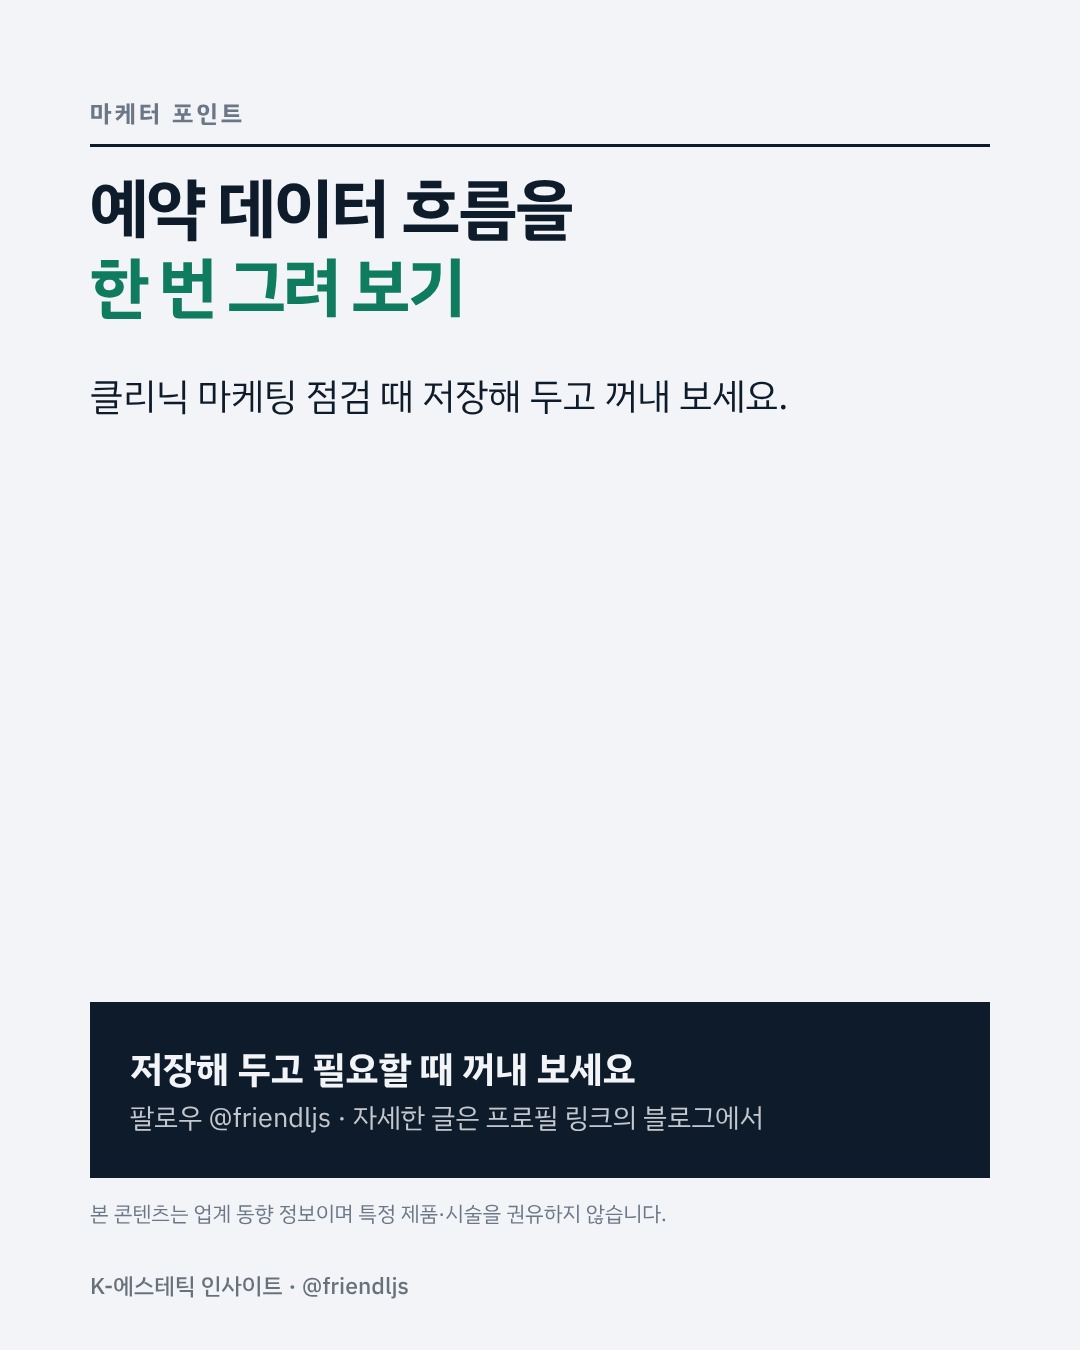 마케터 포인트
예약 데이터 흐름을
한 번 그려 보기
클리닉 마케팅 점검 때 저장해 두고 꺼내 보세요.
저장해 두고 필요할 때 꺼내 보세요
팔로우 @friendljs · 자세한 글은 프로필 링크의 블로그에서
본 콘텐츠는 업계 동향 정보이며 특정 제품·시술을 권유하지 않습니다.
K-에스테틱 인사이트 · @friendljs